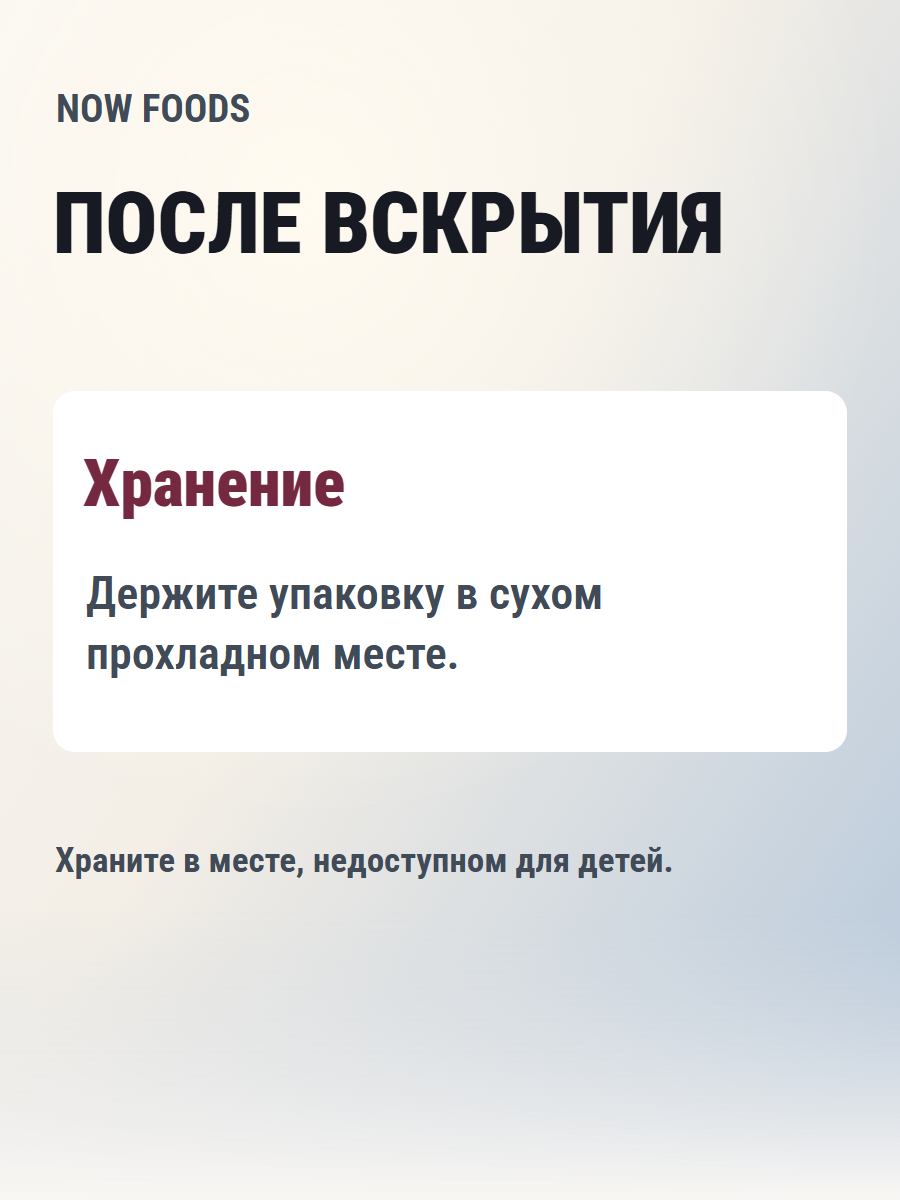 NOW FOODS
ПОСЛЕ ВСКРЫТИЯ
Хранение
Держите упаковку в сухом
прохладном месте.
Храните в месте, недоступном для детей.